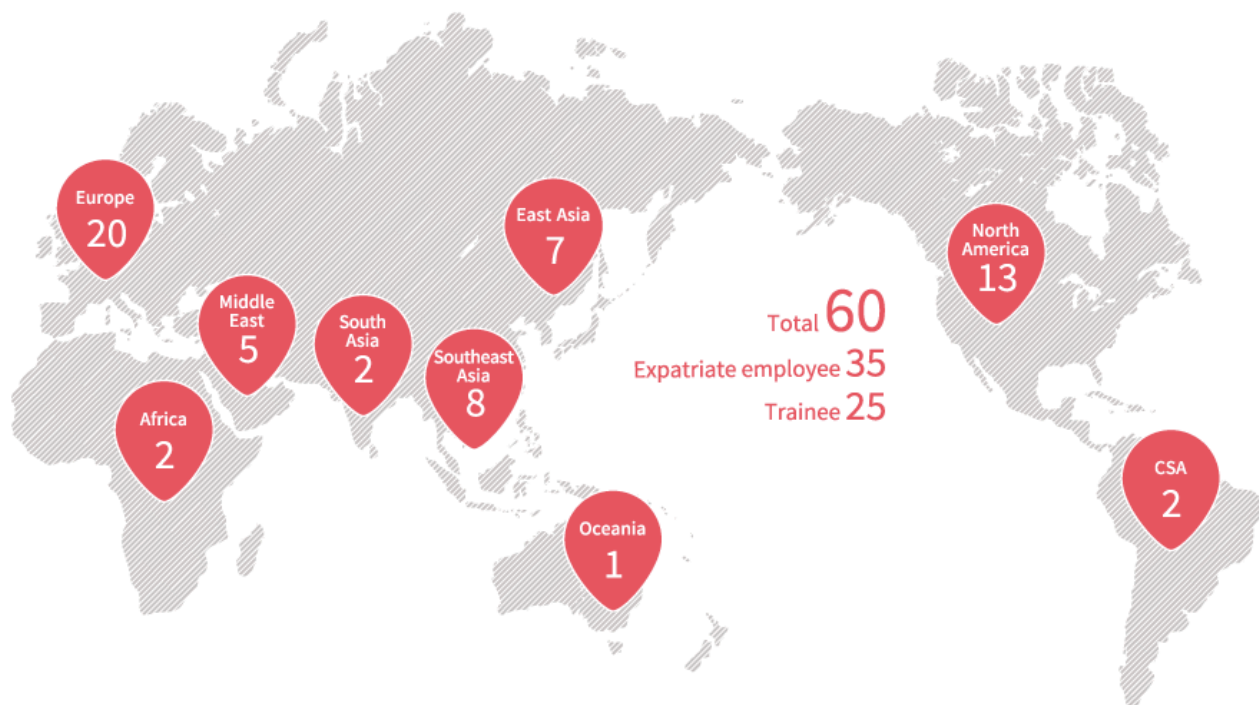 Europe
20
East Asia
7
North
America
13
Middle
East
5
South
Asia
2
Southeast
Asia
8
Total 60
Expatriate employee 35
Trainee 25
Africa
2
CSA
2
Oceania
1